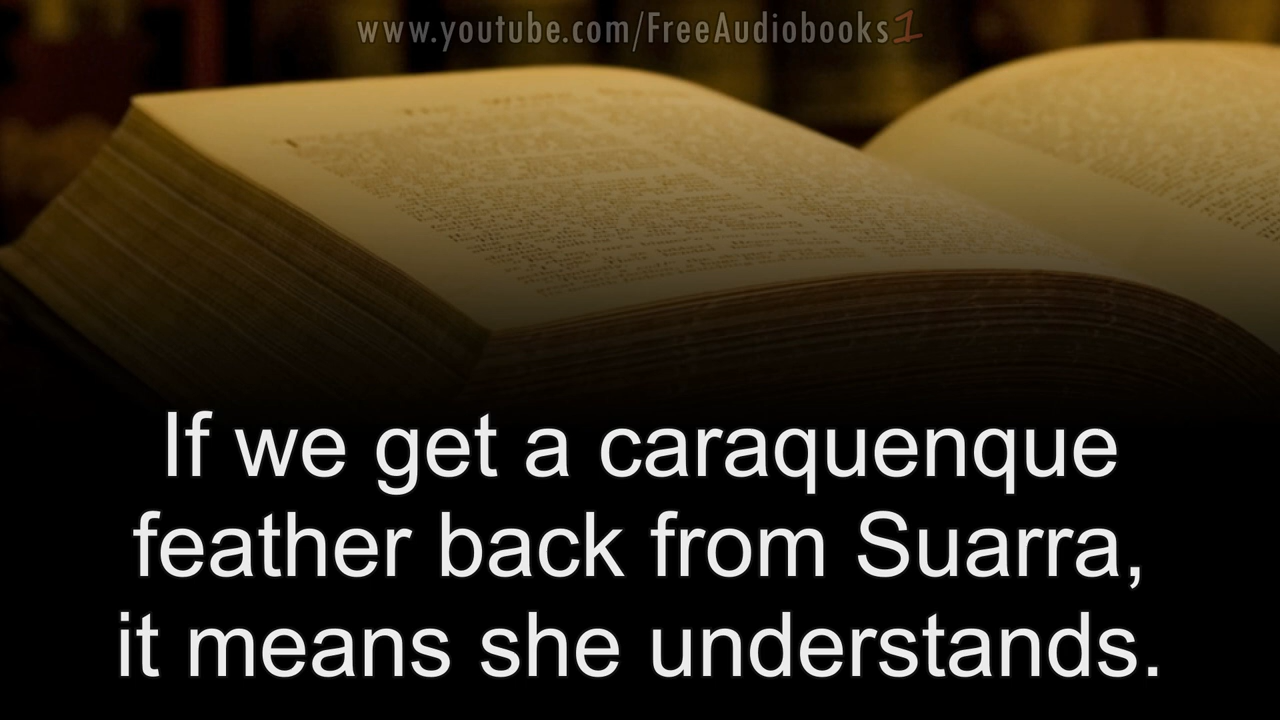 www.youtube.com/FreeAudiobooks1
If we get a caraquenque
feather back from Suarra,
it means she understands.